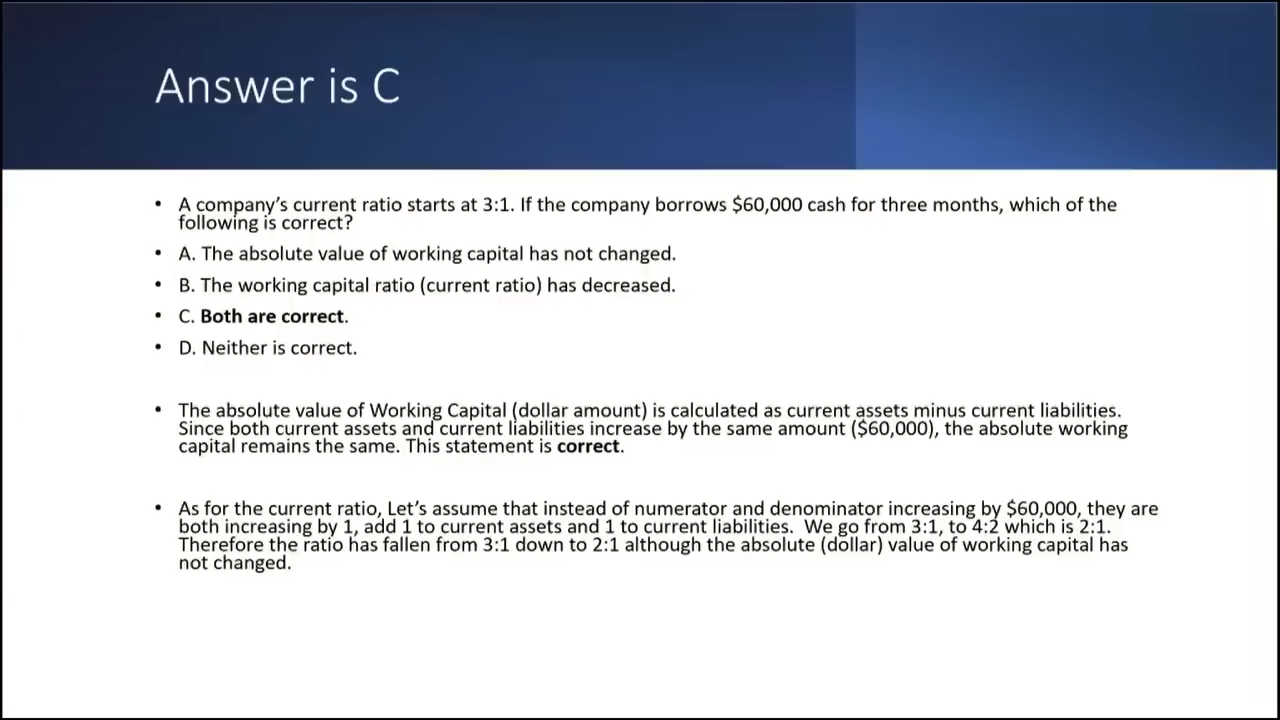 Answer is C
• A company's current ratio starts at 3:1. If the company borrows $60,000 cash for three months, which of the
following is correct?
• A. The absolute value of working capital has not changed.
• B. The working capital ratio (current ratio) has decreased.
• C. Both are correct.
• D. Neither is correct.
• The absolute value of Working Capital (dollar amount) is calculated as current assets minus current liabilities.
Since both current assets and current liabilities increase by the same amount ($60,000), the absolute working
capital remains the same. This statement is correct.
• As for the current ratio, Let's assume that instead of numerator and denominator increasing by $60,000, they are
both increasing by 1, add 1 to current assets and 1 to current liabilities.  We go from 3:1, to 4:2 which is 2:1.
Therefore the ratio has fallen from 3:1 down to 2:1 although the absolute (dollar) value of working capital has
not changed.